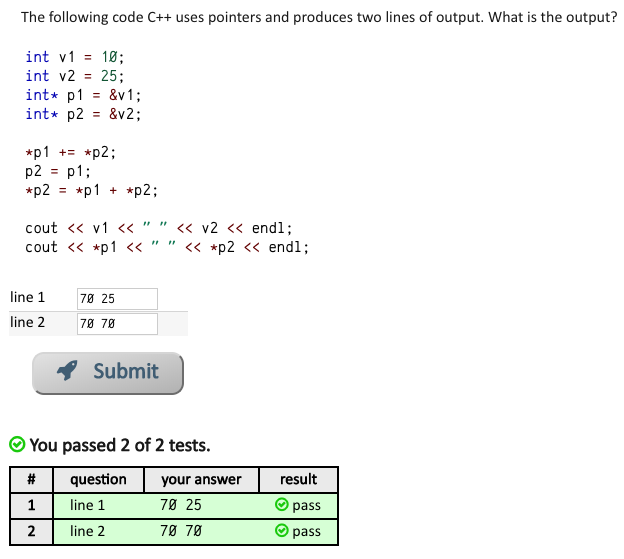 The following code C++ uses pointers and produces two lines of output. What is the output?
int v1 = 10;
int v2 = 25;
int* p1 = &v1;
int* p2 = &v2;
*p1 += *p2;
p2 = p1;
*p2 = *p1 + *p2;
cout << v1 << " " << v2 << endl;
cout << *p1 << " " << *p2 << endl;
line 1 70 25
line 2 70 70
Submit
You passed 2 of 2 tests.
# question your answer result
1 line 1 70 25 pass
2 line 2 70 70 pass